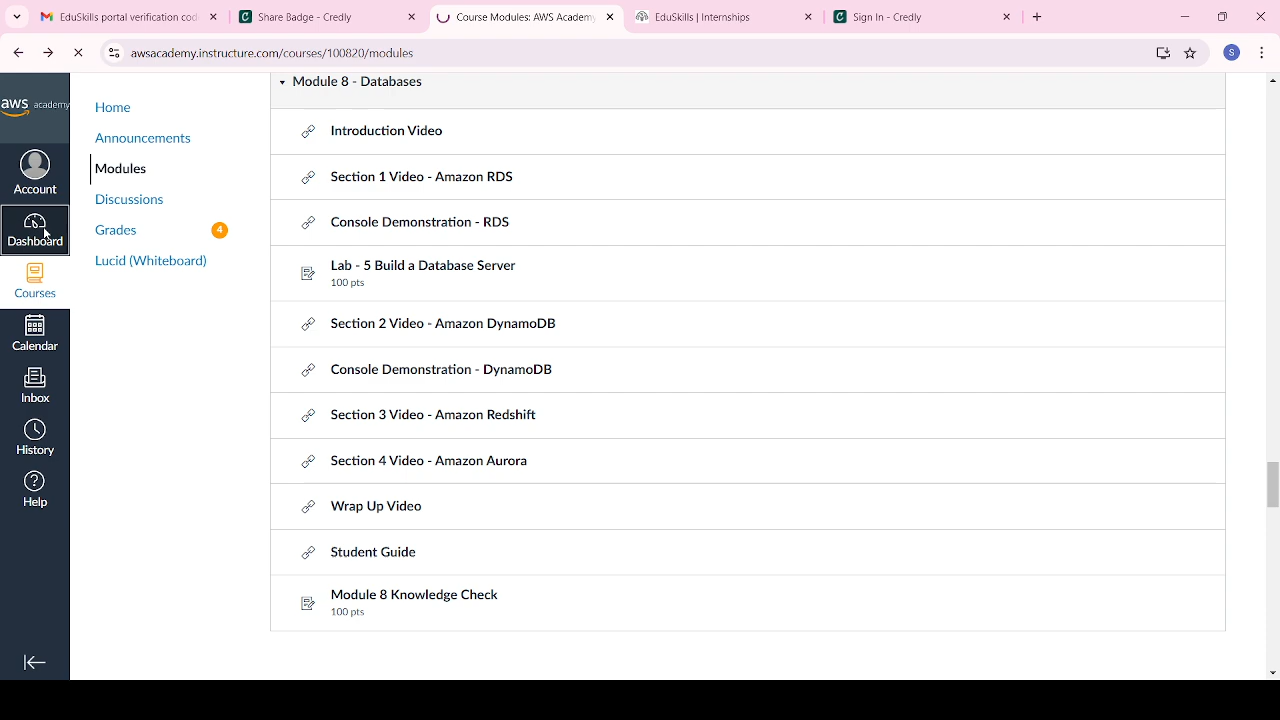 EduSkills portal verification cod
Share Badge - Credly
Course Modules: AWS Academy
EduSkills | Internships
Sign In - Credly
awsacademy.instructure.com/courses/100820/modules
S
aws academy
Account
Dashboard
Courses
Calendar
Inbox
History
Help
Home
Announcements
Modules
Discussions
Grades 4
Lucid (Whiteboard)
Module 8 - Databases
Introduction Video
Section 1 Video - Amazon RDS
Console Demonstration - RDS
Lab - 5 Build a Database Server
100 pts
Section 2 Video - Amazon DynamoDB
Console Demonstration - DynamoDB
Section 3 Video - Amazon Redshift
Section 4 Video - Amazon Aurora
Wrap Up Video
Student Guide
Module 8 Knowledge Check
100 pts